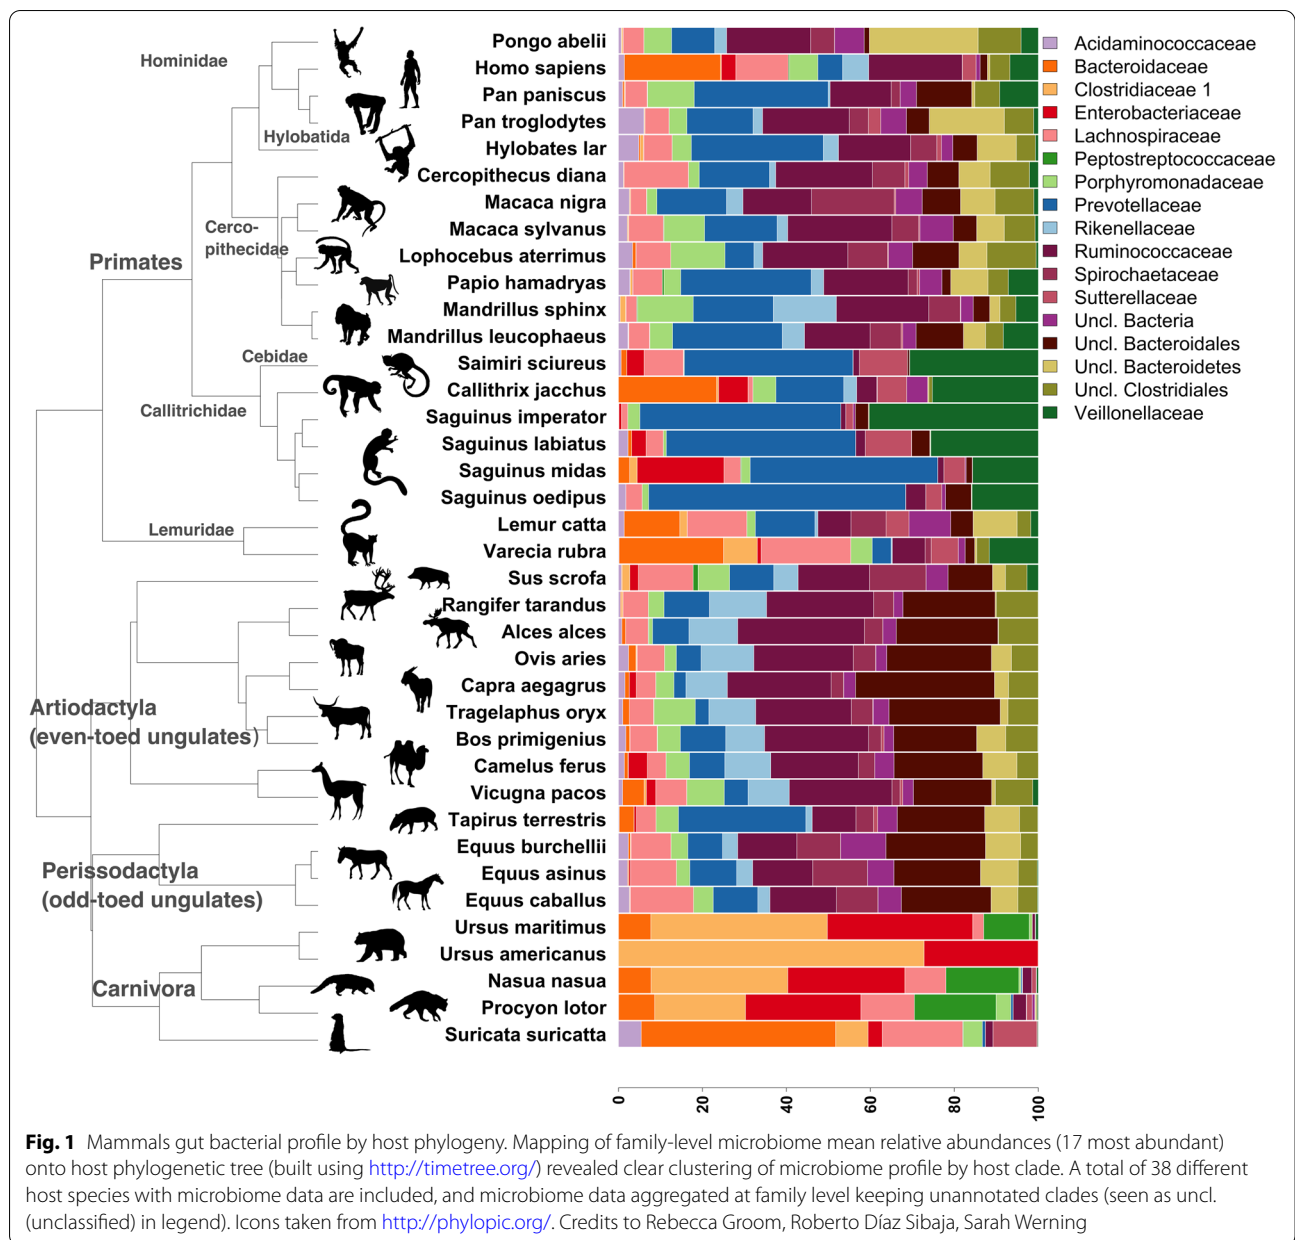 Hominidae
Hylobatida
Cerco-
pithecidae
Primates
Cebidae
Callitrichidae
Lemuridae
Artiodactyla
(even-toed ungulates)
Perissodactyla
(odd-toed ungulates)
Carnivora
Pongo abelii
Homo sapiens
Pan paniscus
Pan troglodytes
Hylobates lar
Cercopithecus diana
Macaca nigra
Macaca sylvanus
Lophocebus aterrimus
Papio hamadryas
Mandrillus sphinx
Mandrillus leucophaeus
Saimiri sciureus
Callithrix jacchus
Saguinus imperator
Saguinus labiatus
Saguinus midas
Saguinus oedipus
Lemur catta
Varecia rubra
Sus scrofa
Rangifer tarandus
Alces alces
Ovis aries
Capra aegagrus
Tragelaphus oryx
Bos primigenius
Camelus ferus
Vicugna pacos
Tapirus terrestris
Equus burchellii
Equus asinus
Equus caballus
Ursus maritimus
Ursus americanus
Nasua nasua
Procyon lotor
Suricata suricatta
0 20 40 60 80 100
Acidaminococcaceae
Bacteroidaceae
Clostridiaceae 1
Enterobacteriaceae
Lachnospiraceae
Peptostreptococcaceae
Porphyromonadaceae
Prevotellaceae
Rikenellaceae
Ruminococcaceae
Spirochaetaceae
Sutterellaceae
Uncl. Bacteria
Uncl. Bacteroidales
Uncl. Bacteroidetes
Uncl. Clostridiales
Veillonellaceae
Fig. 1 Mammals gut bacterial profile by host phylogeny. Mapping of family-level microbiome mean relative abundances (17 most abundant)
onto host phylogenetic tree (built using http://timetree.org/) revealed clear clustering of microbiome profile by host clade. A total of 38 different
host species with microbiome data are included, and microbiome data aggregated at family level keeping unannotated clades (seen as uncl.
(unclassified) in legend). Icons taken from http://phylopic.org/. Credits to Rebecca Groom, Roberto Díaz Sibaja, Sarah Werning